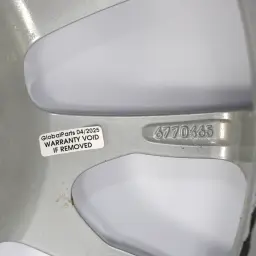 GlobalParts 04/2025
WARRANTY VOID
IF REMOVED
6770465